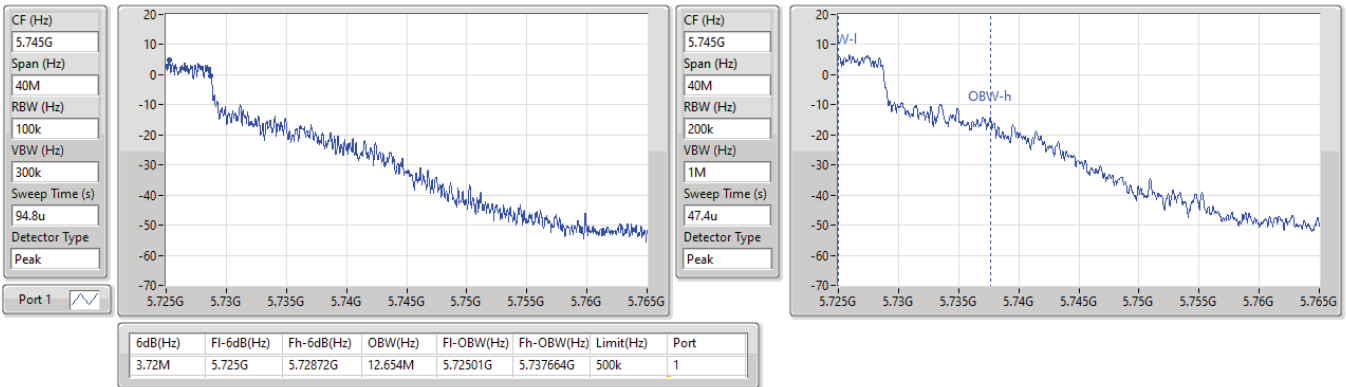 CF (Hz)
5.745G
Span (Hz)
40M
RBW (Hz)
100k
VBW (Hz)
300k
Sweep Time (s)
94.8u
Detector Type
Peak
Port 1
20-
10-
0-
-10-
-20-
-30-
-40-
-50-
-60-
-70-
5.725G 5.73G 5.735G 5.74G 5.745G 5.75G 5.755G 5.76G 5.765G
CF (Hz)
5.745G
Span (Hz)
40M
RBW (Hz)
200k
VBW (Hz)
1M
Sweep Time (s)
47.4u
Detector Type
Peak
20-
10-
0-
-10-
-20-
-30-
-40-
-50-
-60-
-70-
W-l
OBW-h
5.725G 5.73G 5.735G 5.74G 5.745G 5.75G 5.755G 5.76G 5.765G
6dB(Hz) Fl-6dB(Hz) Fh-6dB(Hz) OBW(Hz) Fl-OBW(Hz) Fh-OBW(Hz) Limit(Hz) Port
3.72M 5.725G 5.72872G 12.654M 5.72501G 5.737664G 500k 1